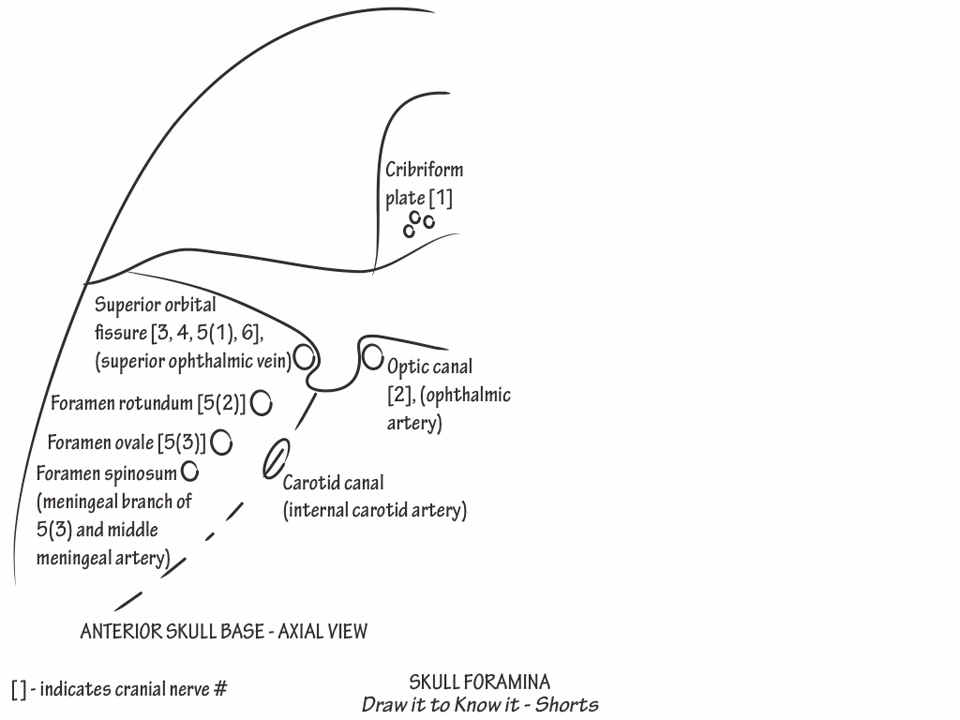 Cribriform
plate [1]
Superior orbital
fissure [3, 4, 5(1), 6],
(superior ophthalmic vein)
Optic canal
[2], (ophthalmic
artery)
Foramen rotundum [5(2)]
Foramen ovale [5(3)]
Foramen spinosum
(meningeal branch of
5(3) and middle
meningeal artery)
Carotid canal
(internal carotid artery)
ANTERIOR SKULL BASE - AXIAL VIEW
[ ] - indicates cranial nerve #
SKULL FORAMINA
Draw it to Know it - Shorts